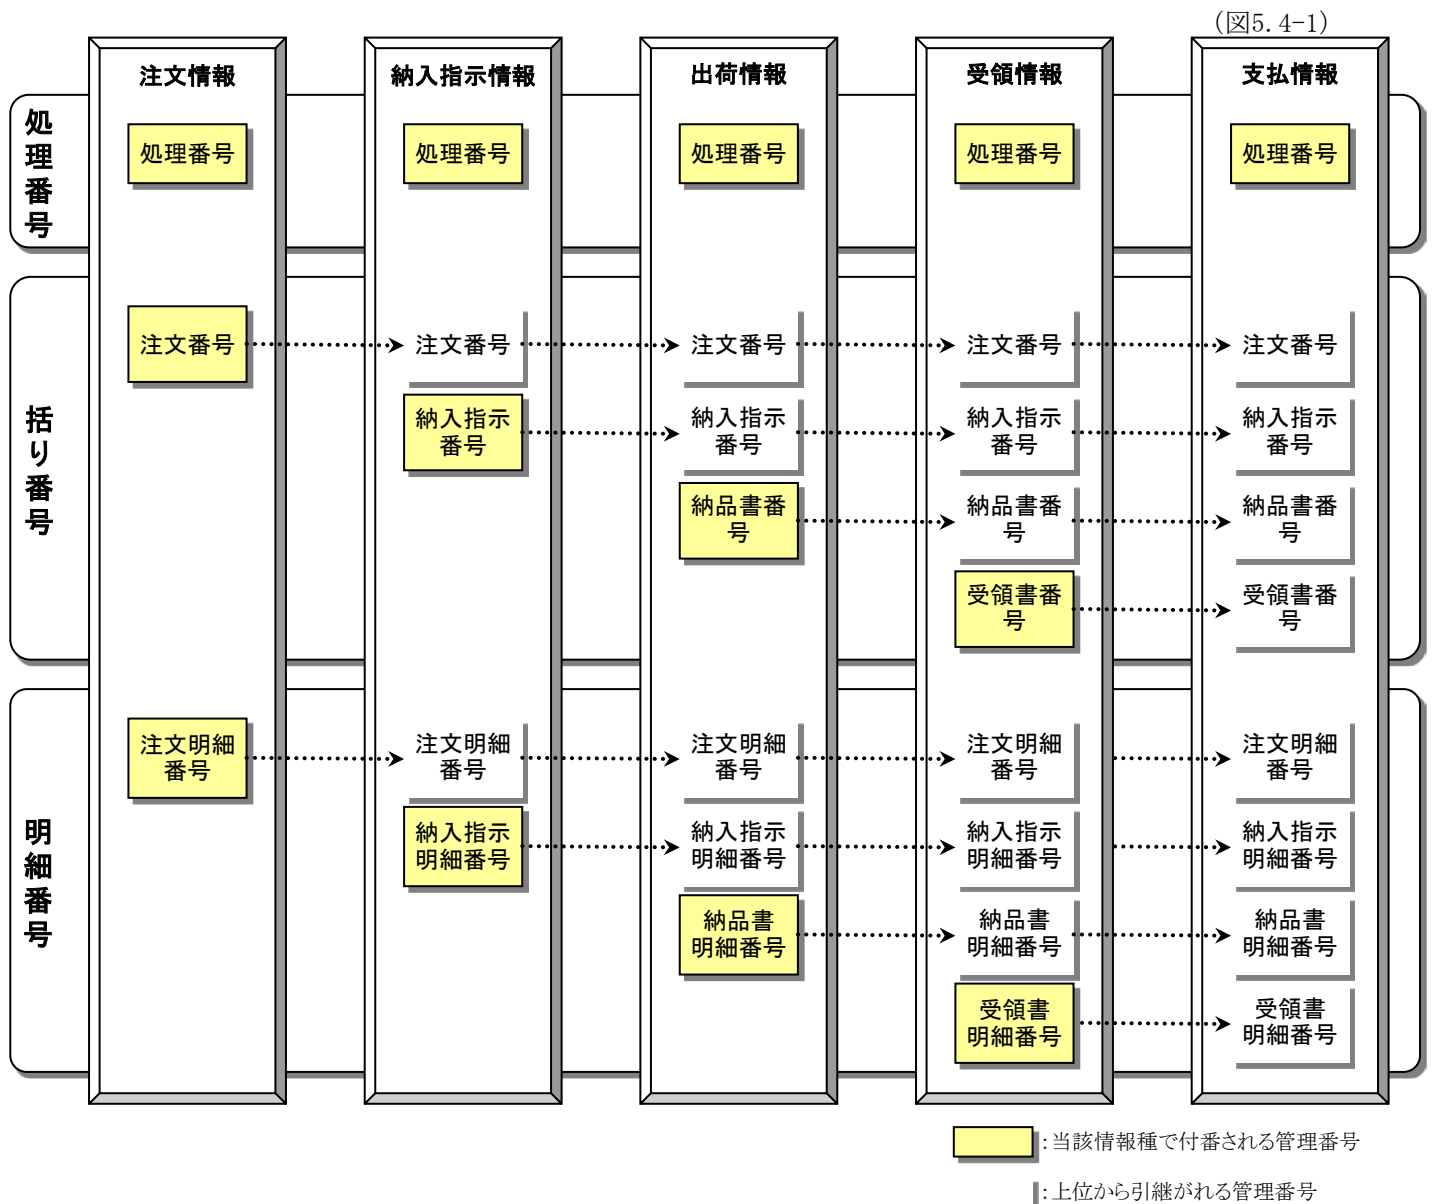 (図5.4-1)
注文情報
納入指示情報
出荷情報
受領情報
支払情報
処理番号
処理番号
処理番号
処理番号
処理番号
処理番号
括り番号
注文番号
注文番号
注文番号
注文番号
注文番号
納入指示
番号
納入指示
番号
納入指示
番号
納入指示
番号
納品書番
号
納品書番
号
納品書番
号
受領書番
号
受領書番
号
明細番号
注文明細
番号
注文明細
番号
注文明細
番号
注文明細
番号
注文明細
番号
納入指示
明細番号
納入指示
明細番号
納入指示
明細番号
納入指示
明細番号
納品書
明細番号
納品書
明細番号
納品書
明細番号
受領書
明細番号
受領書
明細番号
:当該情報種で付番される管理番号
:上位から引継がれる管理番号